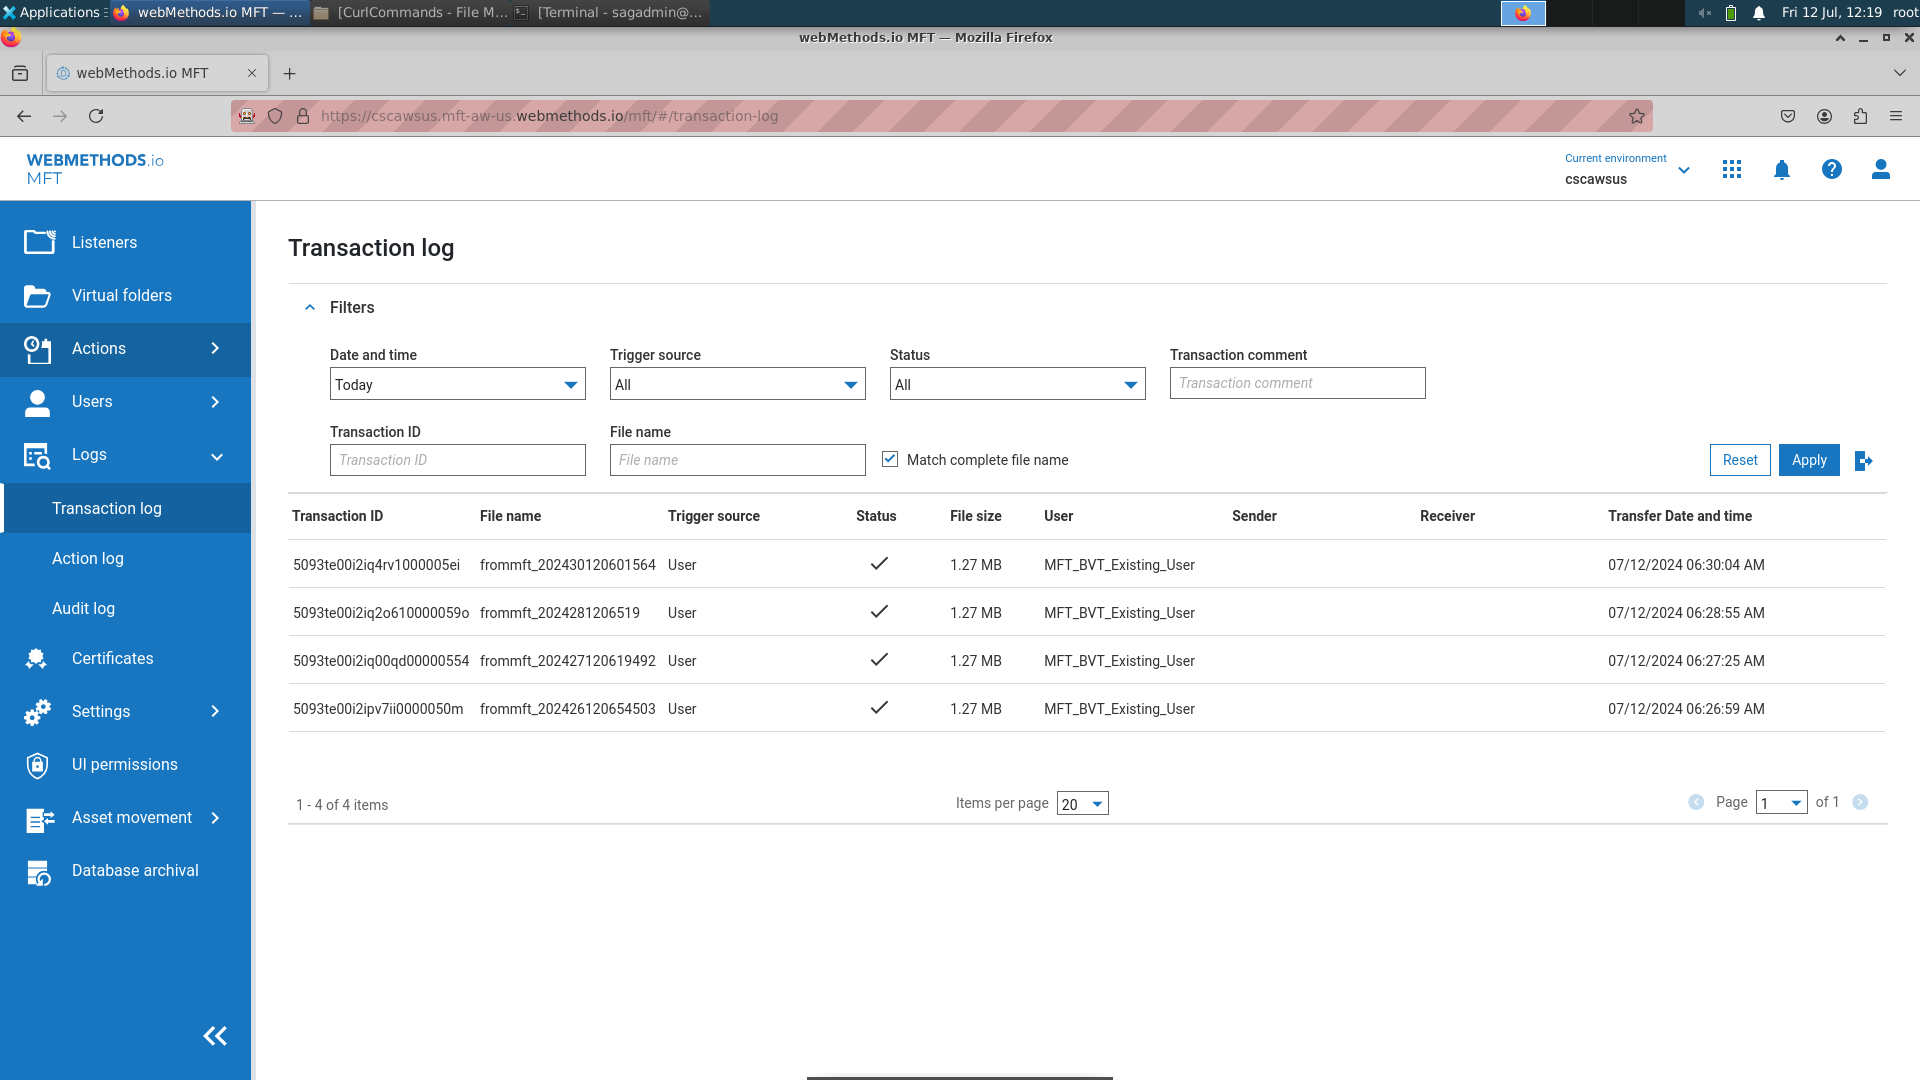 Applications
webMethods.io MFT — ...
[CurlCommands - File M...
[Terminal - sagadmin@...
Fri 12 Jul, 12:19
root
webMethods.io MFT — Mozilla Firefox
webMethods.io MFT
https://cscawsus.mft-aw-us.webmethods.io/mft/#/transaction-log
WEBMETHODS.io
MFT
Current environment
cscawsus
Listeners
Virtual folders
Actions
Users
Logs
Transaction log
Action log
Audit log
Certificates
Settings
UI permissions
Asset movement
Database archival
Transaction log
Filters
Date and time Trigger source Status Transaction comment
Today All All Transaction comment
Transaction ID File name
Transaction ID File name Match complete file name Reset Apply
Transaction ID File name Trigger source Status File size User Sender Receiver Transfer Date and time
5093te00i2iq4rv1000005ei frommft_202430120601564 User 1.27 MB MFT_BVT_Existing_User 07/12/2024 06:30:04 AM
5093te00i2iq2o610000059o frommft_2024281206519 User 1.27 MB MFT_BVT_Existing_User 07/12/2024 06:28:55 AM
5093te00i2iq00qd00000554 frommft_202427120619492 User 1.27 MB MFT_BVT_Existing_User 07/12/2024 06:27:25 AM
5093te00i2ipv7ii0000050m frommft_202426120654503 User 1.27 MB MFT_BVT_Existing_User 07/12/2024 06:26:59 AM
1 - 4 of 4 items Items per page 20 Page 1 of 1